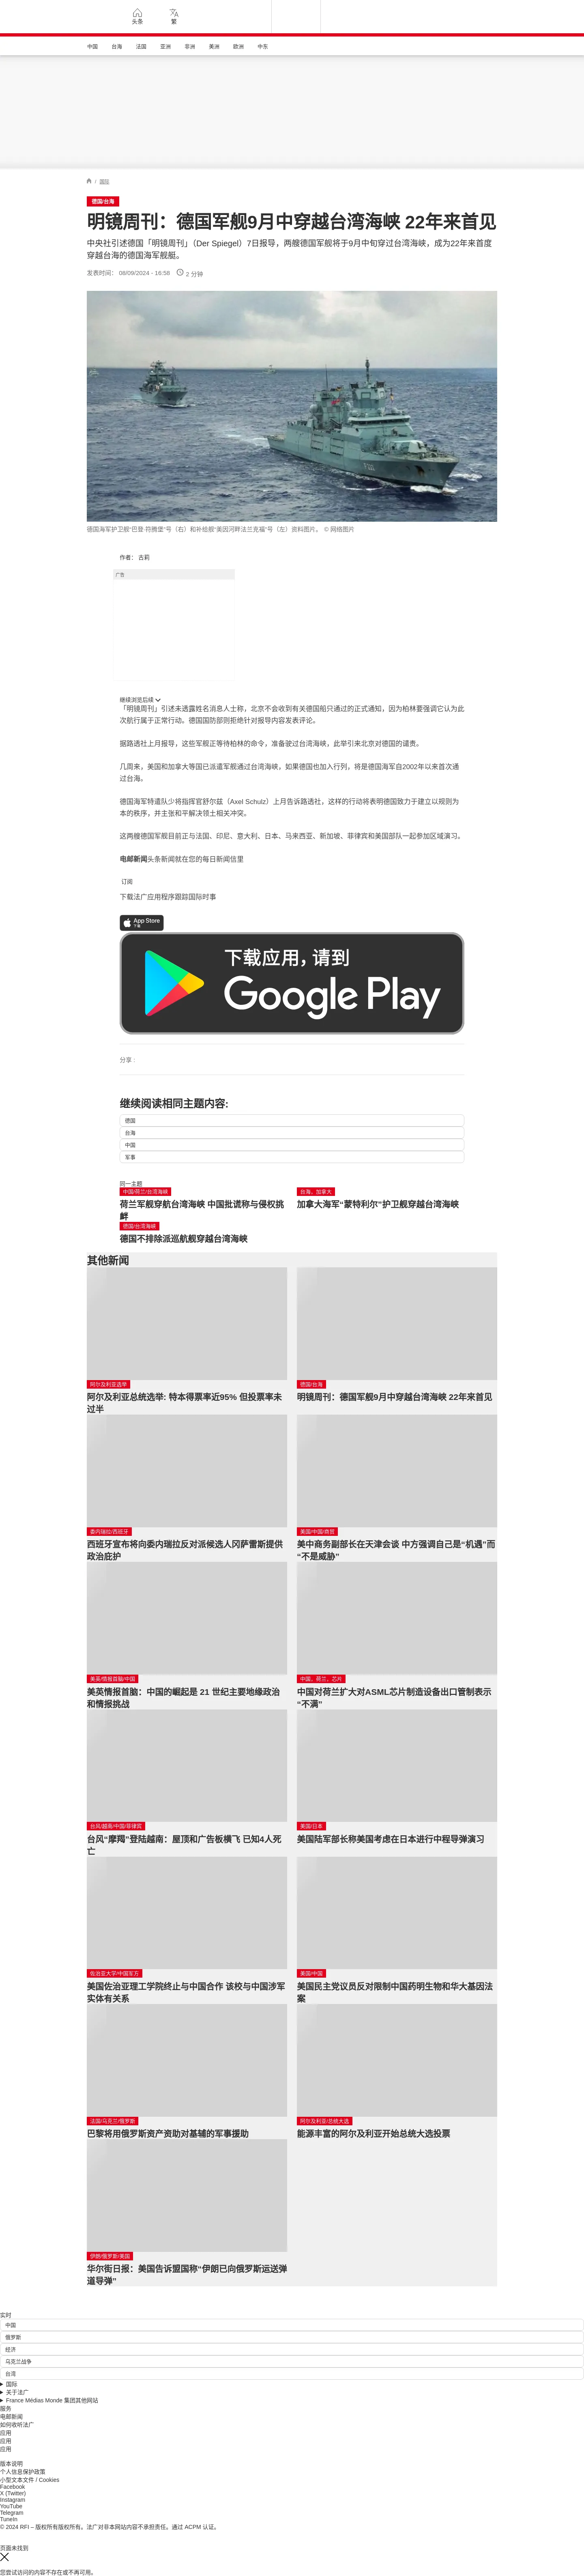 头条
繁
中国
台海
法国
亚洲
非洲
美洲
欧洲
中东
/ 国际
德国/台海
明镜周刊：德国军舰9月中穿越台湾海峡 22年来首见
中央社引述德国「明镜周刊」（Der Spiegel）7日报导，两艘德国军舰将于9月中旬穿过台湾海峡，成为22年来首度
穿越台海的德国海军舰艇。
发表时间： 08/09/2024 - 16:58
2 分钟
德国海军护卫舰“巴登-符腾堡”号（右）和补给舰“美因河畔法兰克福”号（左）资料图片。 © 网络图片
作者： 古莉
广告
继续浏览后续
「明镜周刊」引述未透露姓名消息人士称，北京不会收到有关德国船只通过的正式通知，因为柏林要强调它认为此
次航行属于正常行动。德国国防部则拒绝针对报导内容发表评论。
据路透社上月报导，这些军舰正等待柏林的命令，准备驶过台湾海峡，此举引来北京对德国的谴责。
几周来，美国和加拿大等国已派遣军舰通过台湾海峡，如果德国也加入行列，将是德国海军自2002年以来首次通
过台海。
德国海军特遣队少将指挥官舒尔兹（Axel Schulz）上月告诉路透社，这样的行动将表明德国致力于建立以规则为
本的秩序，并主张和平解决领土相关冲突。
这两艘德国军舰目前正与法国、印尼、意大利、日本、马来西亚、新加坡、菲律宾和美国部队一起参加区域演习。
电邮新闻头条新闻就在您的每日新闻信里
订阅
下载法广应用程序跟踪国际时事
App Store
下载
下载应用，请到
Google Play
分享 :
继续阅读相同主题内容:
德国
台海
中国
军事
同一主题
中国/荷兰/台湾海峡
荷兰军舰穿航台湾海峡 中国批谎称与侵权挑
衅
台海，加拿大
加拿大海军“蒙特利尔”护卫舰穿越台湾海峡
德国/台湾海峡
德国不排除派巡航舰穿越台湾海峡
其他新闻
阿尔及利亚选举
阿尔及利亚总统选举: 特本得票率近95% 但投票率未
过半
德国/台海
明镜周刊：德国军舰9月中穿越台湾海峡 22年来首见
委内瑞拉/西班牙
西班牙宣布将向委内瑞拉反对派候选人冈萨雷斯提供
政治庇护
美国/中国/商贸
美中商务副部长在天津会谈 中方强调自己是“机遇”而
“不是威胁”
美英/情报首脑/中国
美英情报首脑：中国的崛起是 21 世纪主要地缘政治
和情报挑战
中国、荷兰、芯片
中国对荷兰扩大对ASML芯片制造设备出口管制表示
“不满”
台风/越南/中国/菲律宾
台风“摩羯”登陆越南：屋顶和广告板横飞 已知4人死
亡
美国/日本
美国陆军部长称美国考虑在日本进行中程导弹演习
佐治亚大学/中国军方
美国佐治亚理工学院终止与中国合作 该校与中国涉军
实体有关系
美国/中国
美国民主党议员反对限制中国药明生物和华大基因法
案
法国/乌克兰/俄罗斯
巴黎将用俄罗斯资产资助对基辅的军事援助
阿尔及利亚/总统大选
能源丰富的阿尔及利亚开始总统大选投票
伊朗/俄罗斯/美国
华尔街日报：美国告诉盟国称“伊朗已向俄罗斯运送弹
道导弹”
实时
中国
俄罗斯
经济
乌克兰战争
台湾
国际
关于法广
France Médias Monde 集团其他网站
服务
电邮新闻
如何收听法广
应用
应用
应用
版本说明
个人信息保护政策
小型文本文件 / Cookies
Facebook
X (Twitter)
Instagram
YouTube
Telegram
TuneIn
© 2024 RFI – 版权所有版权所有。法广对非本网站内容不承担责任。通过 ACPM 认证。
页面未找到
您尝试访问的内容不存在或不再可用。